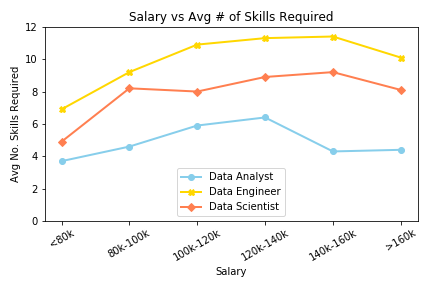 Salary vs Avg # of Skills Required
Avg No. Skills Required
12
10
8
6
4
2
0
Data Analyst
Data Engineer
Data Scientist
<80k
80k-100k
100k-120k
120k-140k
140k-160k
>160k
Salary